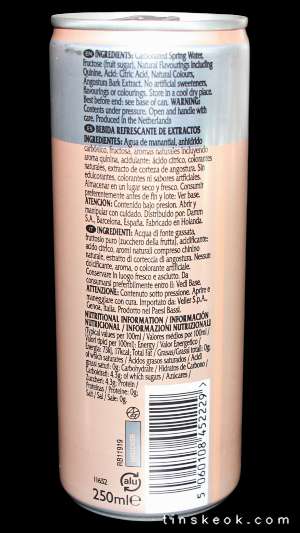 EN INGREDIENTS: Carbonated Spring Water,
Fructose (fruit sugar), Natural Flavourings including
Quinine, Acid: Citric Acid, Natural Colours,
Angostura Bark Extract. No artificial sweeteners,
flavourings or colourings. Store in a cool dry place.
Best before end: see base of can. WARNING:
Contents under pressure. Open and handle with
care. Produced in the Netherlands
ES BEBIDA REFRESCANTE DE EXTRACTOS
INGREDIENTES: Agua de manantial, anhídrido
carbónico, fructosa, aromas naturales incluyendo
aroma quinina, acidulante: ácido cítrico, colorantes
naturales, extracto de corteza de angostura. Sin
edulcorantes, colorantes ni sabores artificiales.
Almacenar en un lugar seco y fresco. Consumir
preferentemente antes de fin y lote: Ver base.
ATENCIÓN: Contenido bajo presion. Abrir y
manipular con cuidado. Distribuido por: Damm
S.A., Barcelona, España. Fabricado en Holanda.
IT INGREDIENTI: Acqua di fonte gassata,
fruttosio puro (zucchero della frutta), acidificante:
acido citrico, aromi naturali compreso chinino
naturale, estratto di corteccia di angostura. Nessun
dolcificante, aroma, o colorante artificiale.
Conservare in luogo fresco e asciutto. Da
consumarsi preferibilmente entro il: Vedi Base.
ATTENZIONE: Contenuto sotto pressione. Aprire e
maneggiare con cura. Importato da: Velier S.p.A.,
Genova, Italia. Prodotto nei Paesi Bassi.
NUTRITIONAL INFORMATION / INFORMACIÓN
NUTRICIONAL / INFORMAZIONI NUTRIZIONALI
(Typical values per 100ml / Valores medios por 100ml /
Valori tipici per 100ml): Energy / Valor Energético /
Energia: 73kJ, 17kcal; Total fat / Grasas/Grassi totali: 0g,
of which saturates / Ácidos grasos saturados / Acidi
grassi saturi: 0g; Carbohydrate / Hidratos de Carbono /
Carboidrati: 4.3g, of which sugars / Azúcares /
Zuccheri: 4.3g; Protein /
Proteínas / Proteine: 0g;
Salt / Sal / Sale: 0g.
RB11919
11632
alu
250ml e
5 060108 452229 >
tinskeok.com